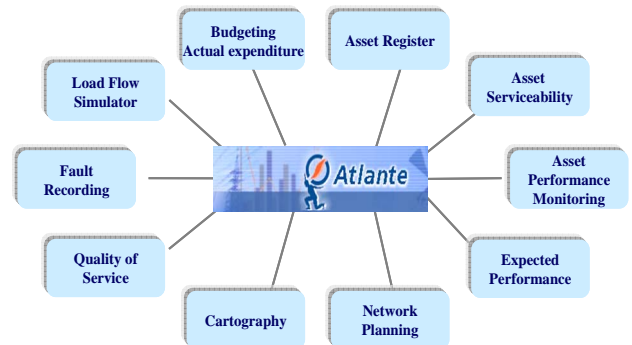 Budgeting
Actual expenditure
Asset Register
Load Flow
Simulator
Asset
Serviceability
Fault
Recording
Atlante
Asset
Performance
Monitoring
Quality of
Service
Expected
Performance
Cartography
Network
Planning